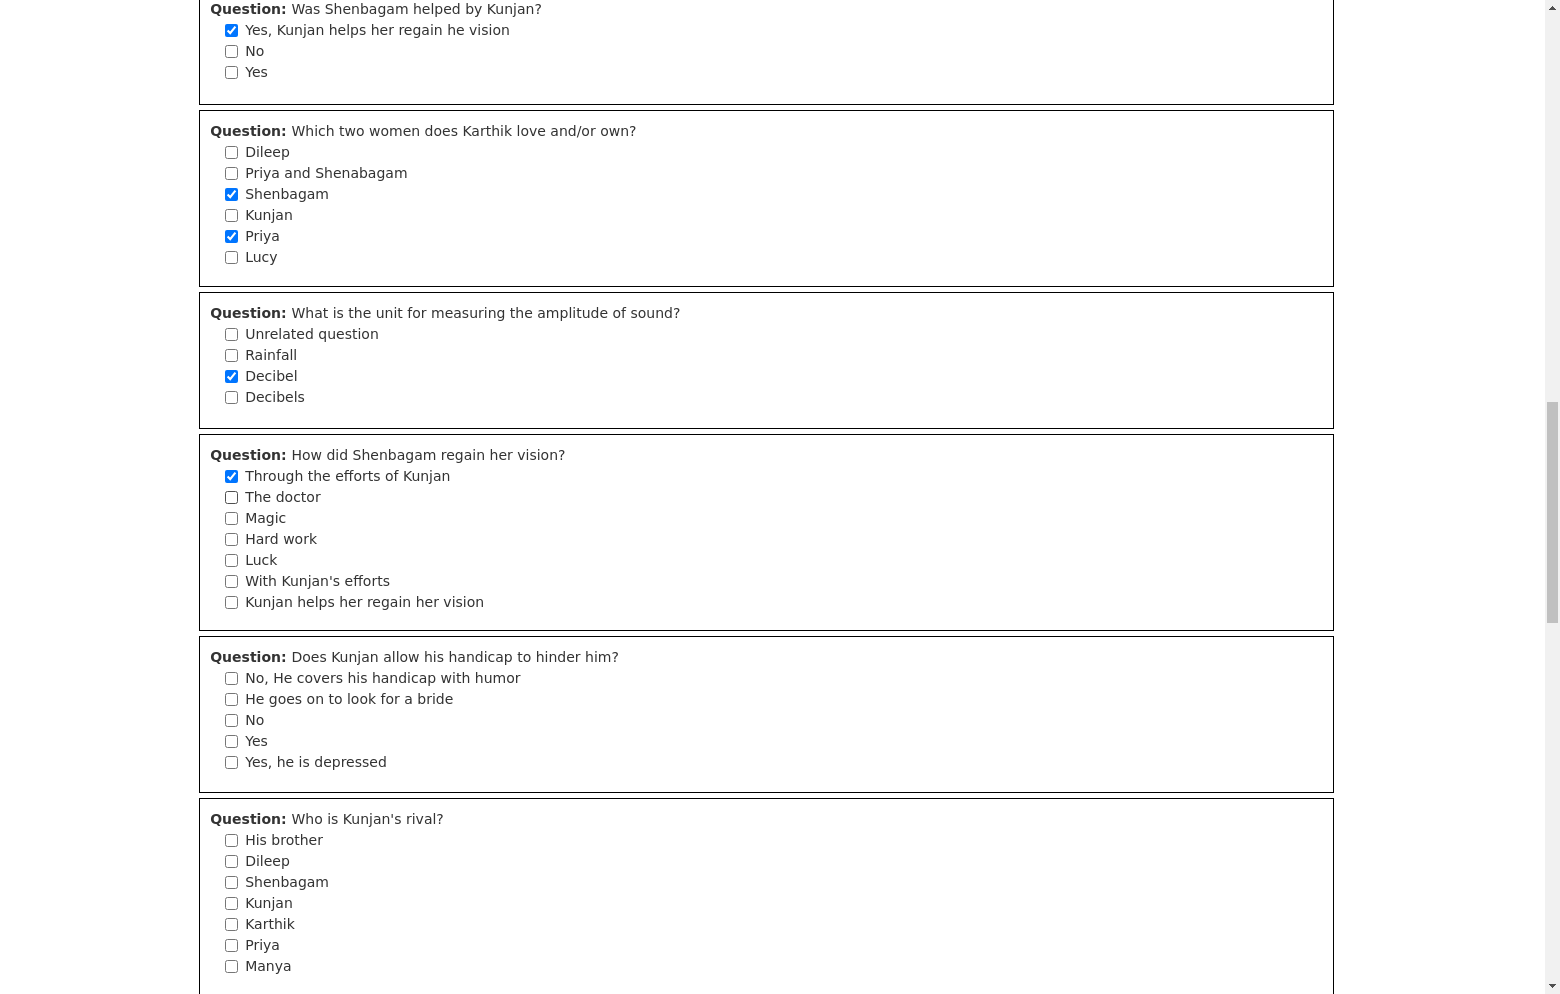 Question: Was Shenbagam helped by Kunjan?
Yes, Kunjan helps her regain he vision
No
Yes
Question: Which two women does Karthik love and/or own?
Dileep
Priya and Shenabagam
Shenbagam
Kunjan
Priya
Lucy
Question: What is the unit for measuring the amplitude of sound?
Unrelated question
Rainfall
Decibel
Decibels
Question: How did Shenbagam regain her vision?
Through the efforts of Kunjan
The doctor
Magic
Hard work
Luck
With Kunjan's efforts
Kunjan helps her regain her vision
Question: Does Kunjan allow his handicap to hinder him?
No, He covers his handicap with humor
He goes on to look for a bride
No
Yes
Yes, he is depressed
Question: Who is Kunjan's rival?
His brother
Dileep
Shenbagam
Kunjan
Karthik
Priya
Manya